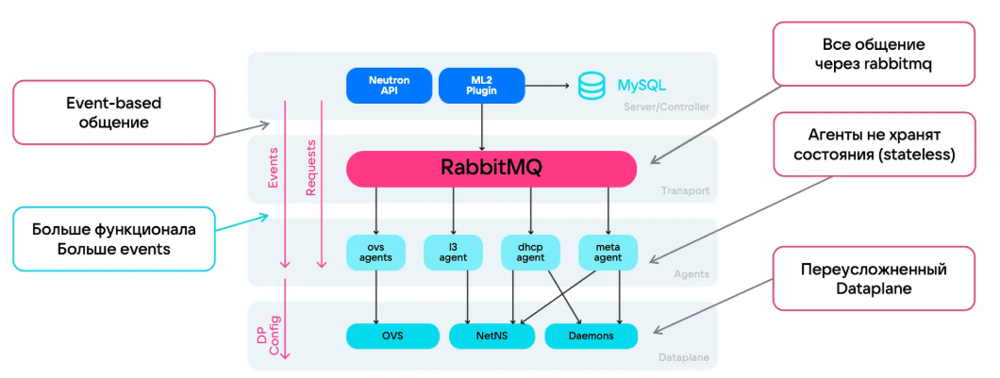 Все общение
через rabbitmq
Neutron
API
ML2
Plugin
MySQL
Server/Controller
Event-based
общение
Агенты не хранят
состояния (stateless)
Events
Requests
RabbitMQ
Transport
Больше функционала
Больше events
ovs
agents
l3
agent
dhcp
agent
meta
agent
Agents
Переусложненный
Dataplane
DP
Config
OVS
NetNS
Daemons
Dataplane